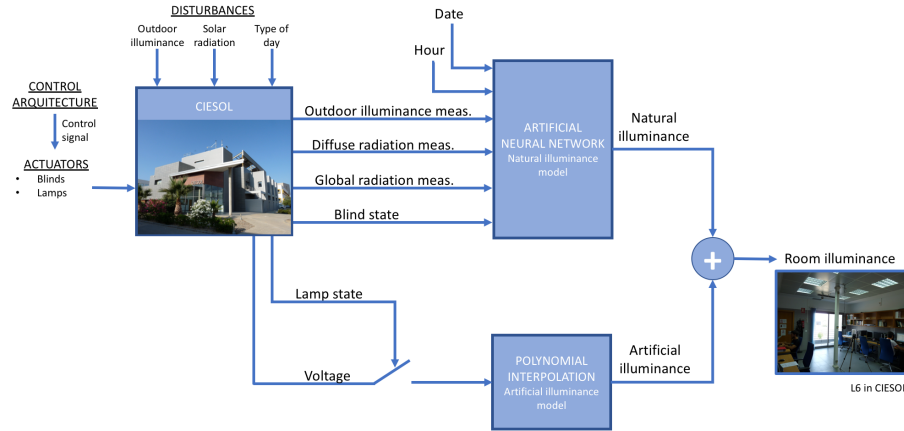 DISTURBANCES
Outdoor
illuminance
Solar
radiation
Type of
day
Date
Hour
CONTROL
ARQUITECTURE
Control
signal
ACTUATORS
• Blinds
• Lamps
CIESOL
Outdoor illuminance meas.
Diffuse radiation meas.
Global radiation meas.
Blind state
ARTIFICIAL
NEURAL NETWORK
Natural illuminance
model
Natural
illuminance
+
Room illuminance
L6 in CIESOL
Lamp state
Voltage
POLYNOMIAL
INTERPOLATION
Artificial illuminance
model
Artificial
illuminance